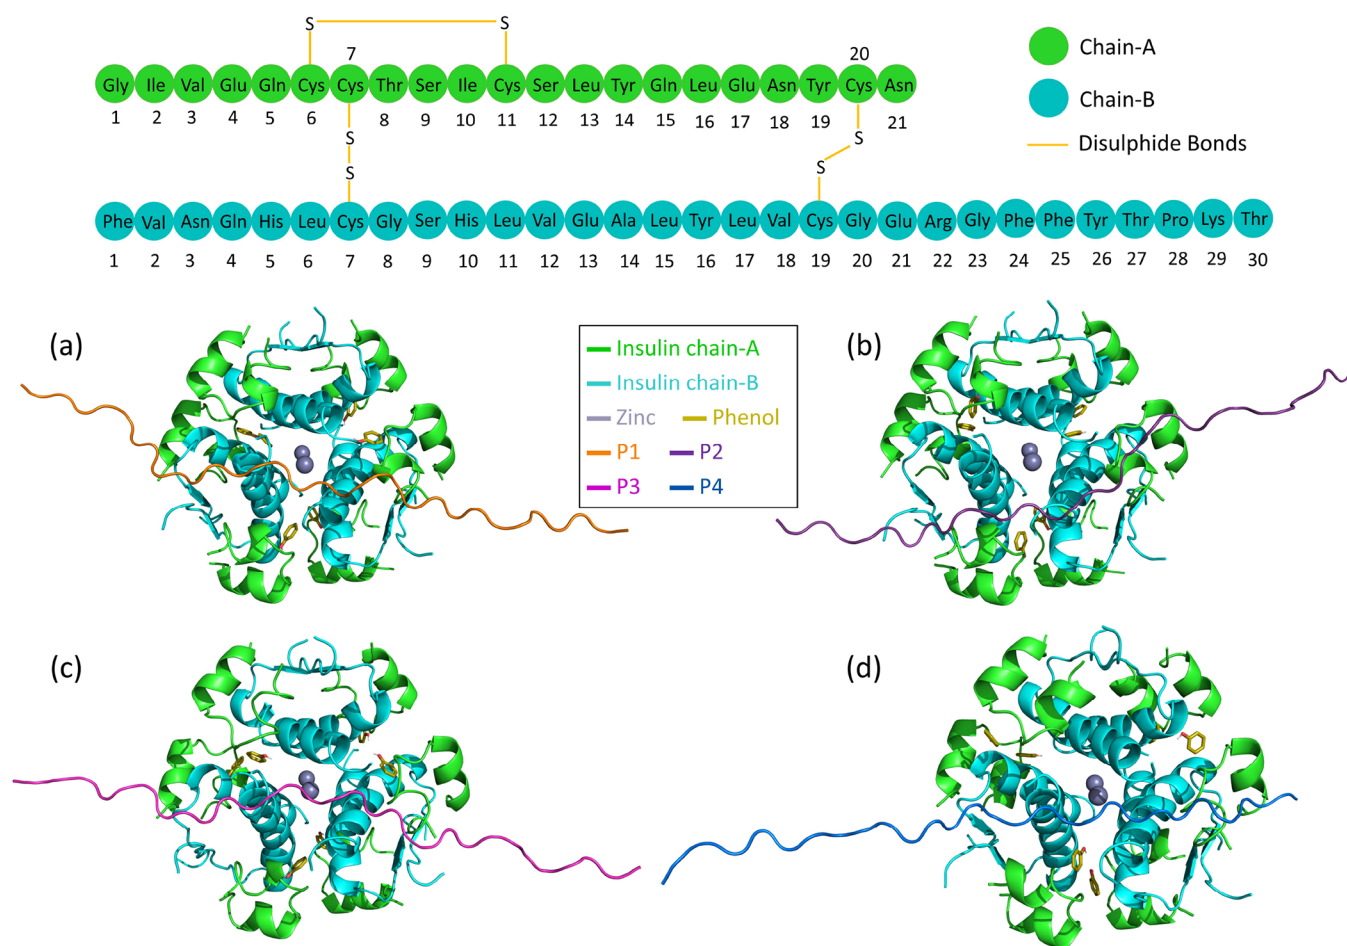 S S
7 20
Gly Ile Val Glu Gln Cys Cys Thr Ser Ile Cys Ser Leu Tyr Gln Leu Glu Asn Tyr Cys Asn
1 2 3 4 5 6 8 9 10 11 12 13 14 15 16 17 18 19 21
S S
S S
Phe Val Asn Gln His Leu Cys Gly Ser His Leu Val Glu Ala Leu Tyr Leu Val Cys Gly Glu Arg Gly Phe Phe Tyr Thr Pro Lys Thr
1 2 3 4 5 6 7 8 9 10 11 12 13 14 15 16 17 18 19 20 21 22 23 24 25 26 27 28 29 30
Chain-A
Chain-B
Disulphide Bonds
(a)
Insulin chain-A
Insulin chain-B
Zinc Phenol
P1 P2
P3 P4
(b)
(c)
(d)